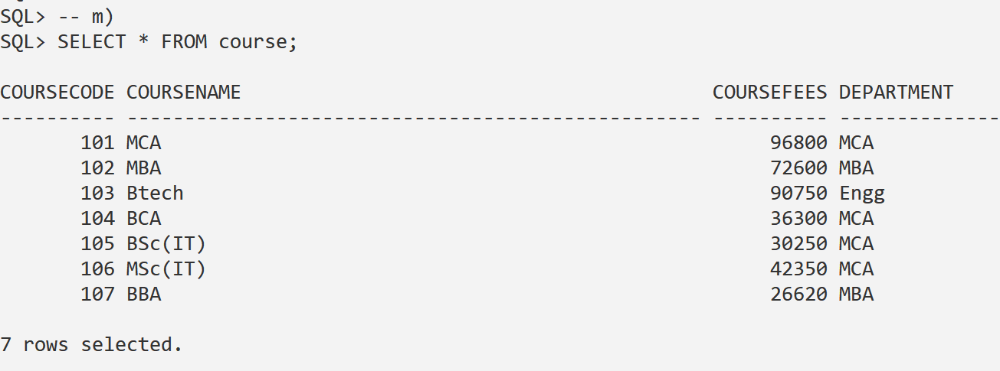 SQL> -- m)
SQL> SELECT * FROM course;
COURSECODE COURSENAME                                         COURSEFEES DEPARTMENT
---------- -------------------------------------------------- ---------- --------------
       101 MCA                                                     96800 MCA
       102 MBA                                                     72600 MBA
       103 Btech                                                   90750 Engg
       104 BCA                                                     36300 MCA
       105 BSc(IT)                                                 30250 MCA
       106 MSc(IT)                                                 42350 MCA
       107 BBA                                                     26620 MBA
7 rows selected.